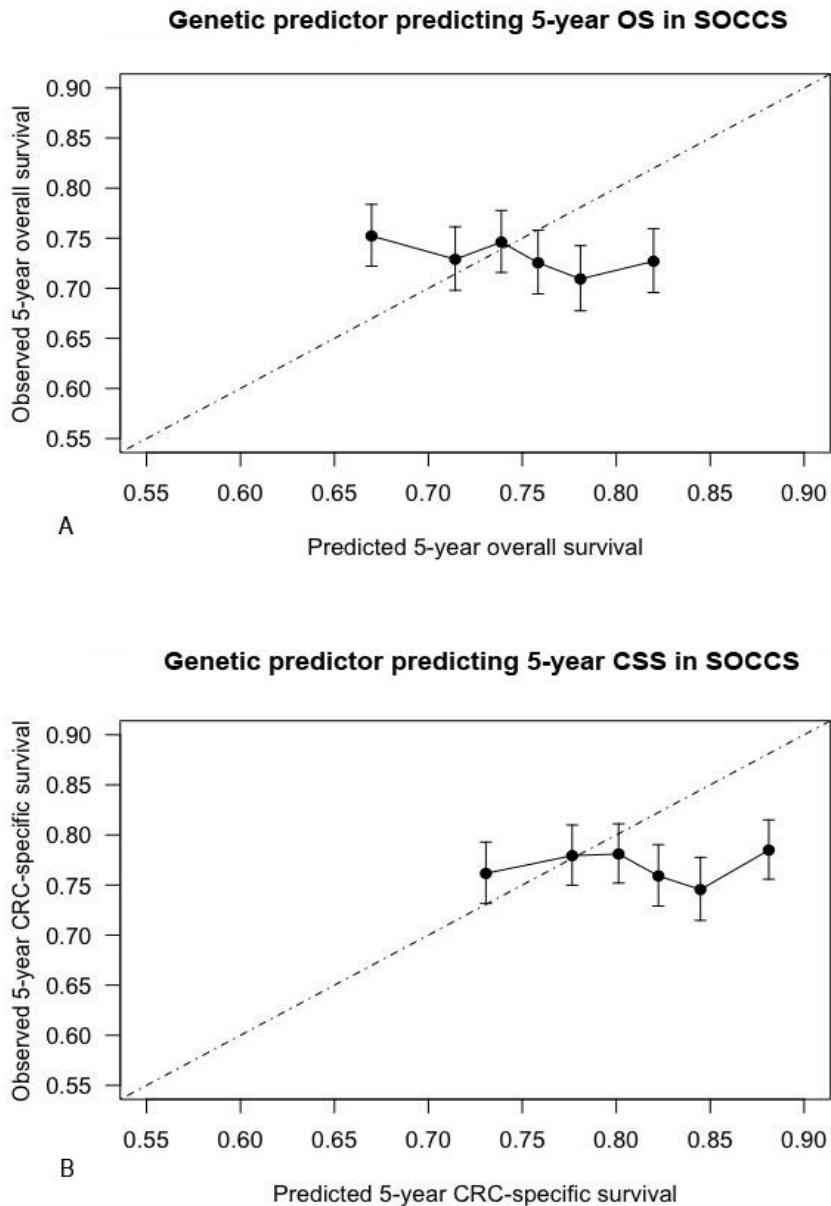 Genetic predictor predicting 5-year OS in SOCCS
Observed 5-year overall survival
0.90
0.85
0.80
0.75
0.70
0.65
0.60
0.55
0.55 0.60 0.65 0.70 0.75 0.80 0.85 0.90
A
Predicted 5-year overall survival
Genetic predictor predicting 5-year CSS in SOCCS
Observed 5-year CRC-specific survival
0.90
0.85
0.80
0.75
0.70
0.65
0.60
0.55
0.55 0.60 0.65 0.70 0.75 0.80 0.85 0.90
B
Predicted 5-year CRC-specific survival